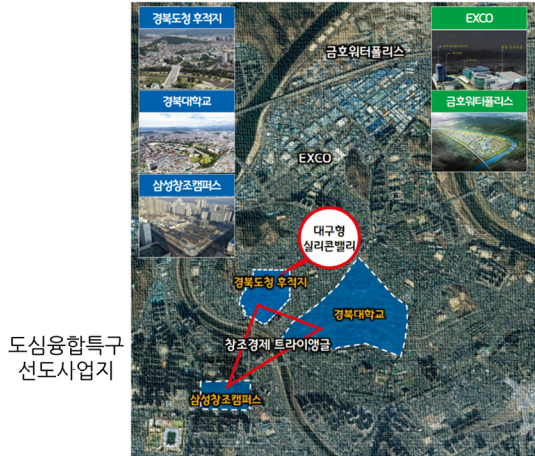 경북도청 후적지
경북대학교
삼성창조캠퍼스
EXCO
금호워터폴리스
금호워터폴리스
EXCO
대구형
실리콘밸리
경북도청 후적지
경북대학교
창조경제 트라이앵글
삼성창조캠퍼스
도심융합특구
선도사업지